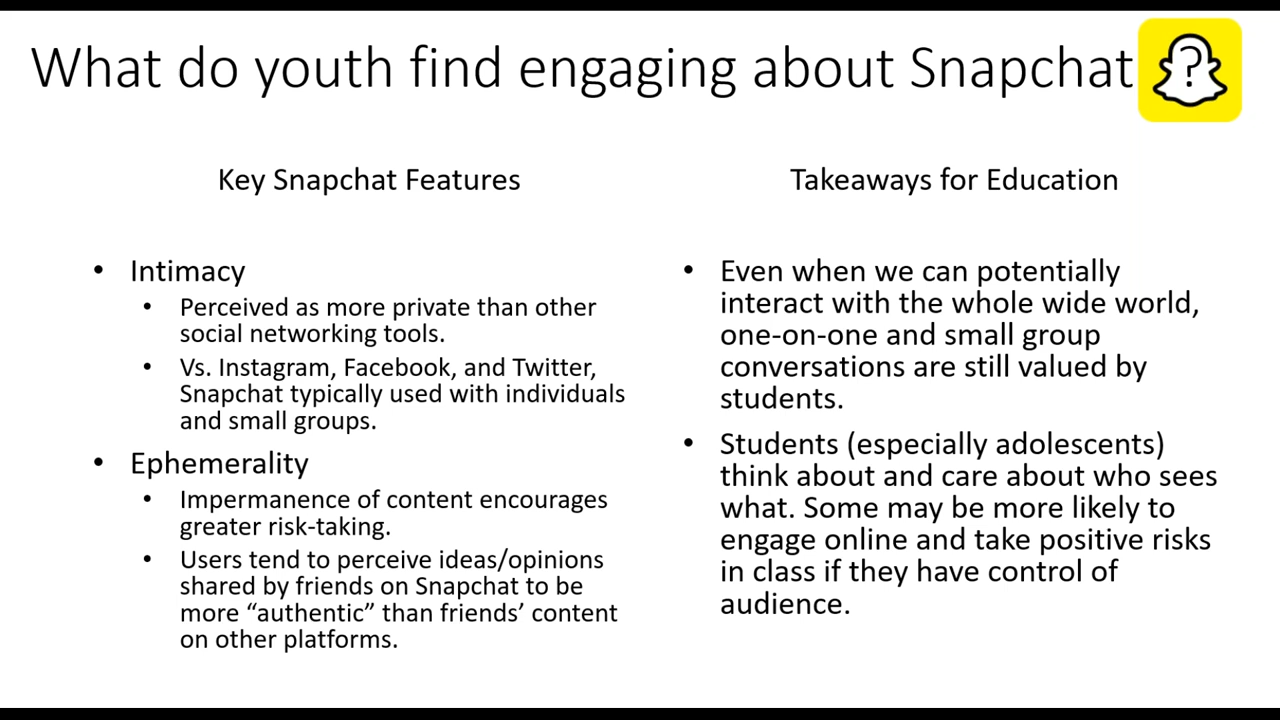 What do youth find engaging about Snapchat ?
Key Snapchat Features
• Intimacy
• Perceived as more private than other
social networking tools.
• Vs. Instagram, Facebook, and Twitter,
Snapchat typically used with individuals
and small groups.
• Ephemerality
• Impermanence of content encourages
greater risk-taking.
• Users tend to perceive ideas/opinions
shared by friends on Snapchat to be
more “authentic” than friends’ content
on other platforms.
Takeaways for Education
• Even when we can potentially
interact with the whole wide world,
one-on-one and small group
conversations are still valued by
students.
• Students (especially adolescents)
think about and care about who sees
what. Some may be more likely to
engage online and take positive risks
in class if they have control of
audience.